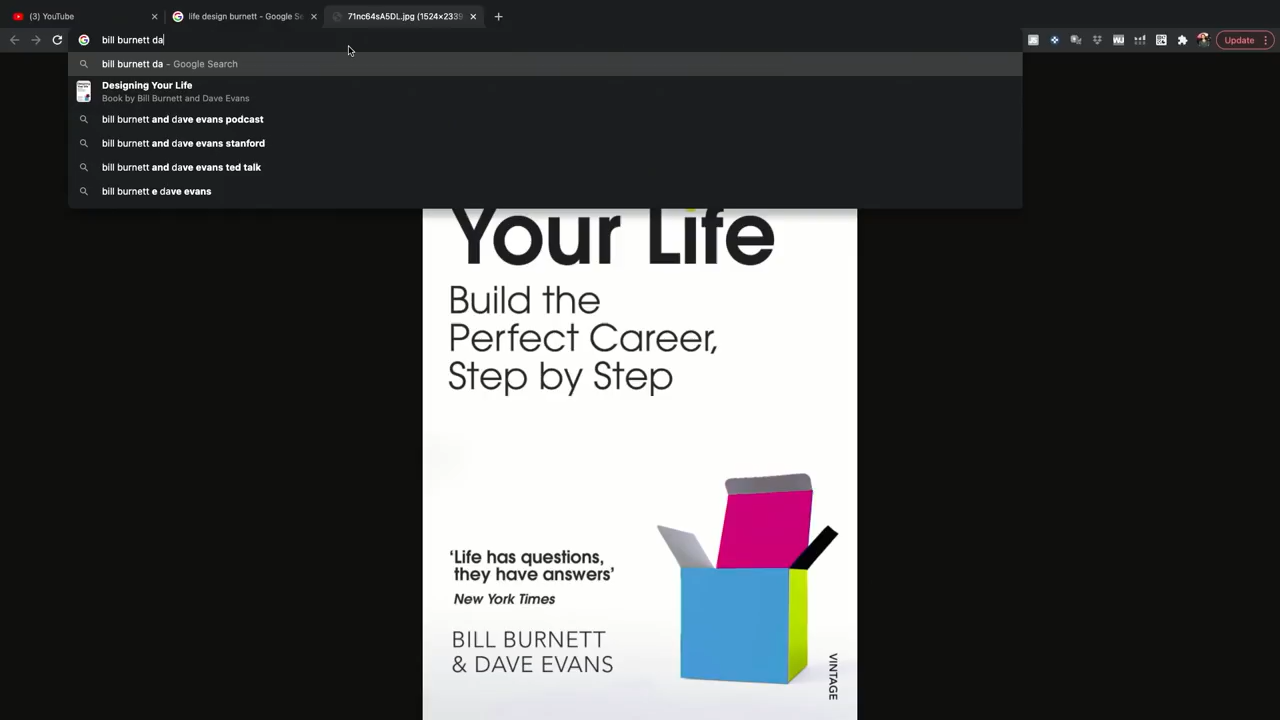 (3) YouTube
life design burnett - Google Se
71nc64sA5DL.jpg (1524×2339
bill burnett da
Update
bill burnett da - Google Search
Designing Your Life
Book by Bill Burnett and Dave Evans
bill burnett and dave evans podcast
bill burnett and dave evans stanford
bill burnett and dave evans ted talk
bill burnett e dave evans
Your Life
Build the
Perfect Career,
Step by Step
‘Life has questions,
they have answers’
New York Times
BILL BURNETT
& DAVE EVANS
VINTAGE